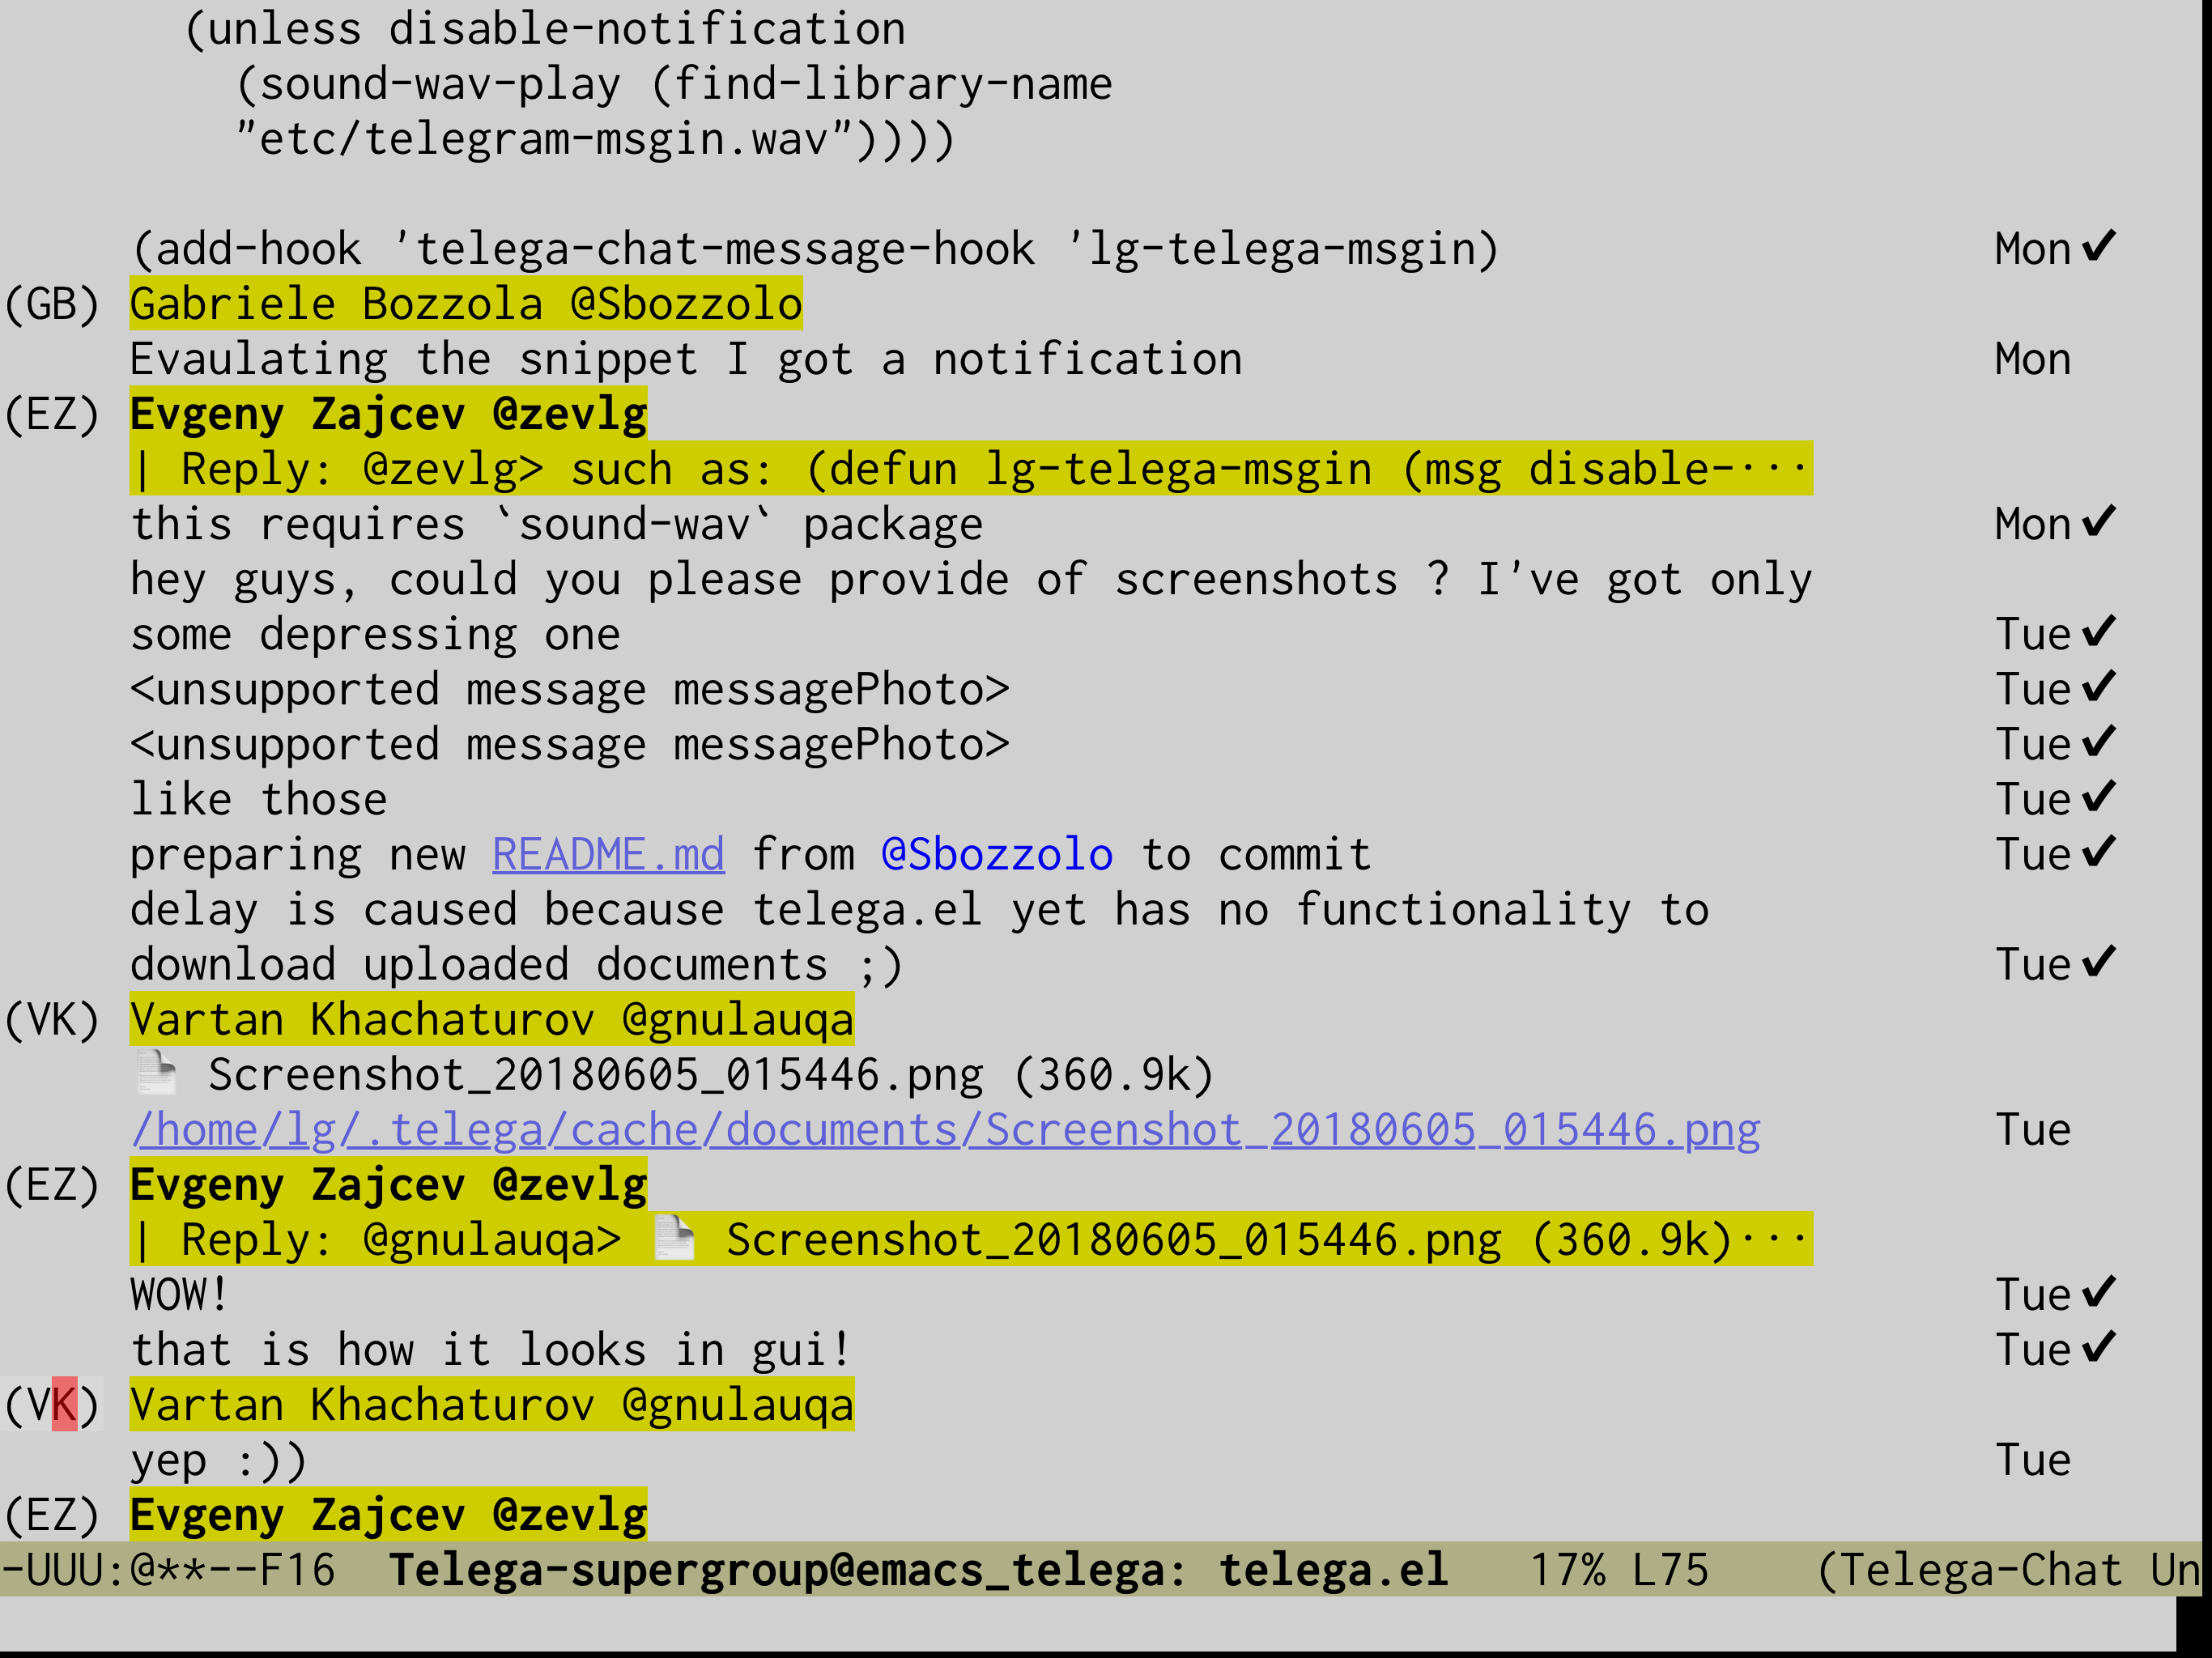 (unless disable-notification
(sound-wav-play (find-library-name
"etc/telegram-msgin.wav"))))
(add-hook 'telega-chat-message-hook 'lg-telega-msgin) Mon✔
(GB) Gabriele Bozzola @Sbozzolo
Evaulating the snippet I got a notification Mon
(EZ) Evgeny Zajcev @zevlg
| Reply: @zevlg> such as: (defun lg-telega-msgin (msg disable-···
this requires `sound-wav` package Mon✔
hey guys, could you please provide of screenshots ? I've got only
some depressing one Tue✔
<unsupported message messagePhoto> Tue✔
<unsupported message messagePhoto> Tue✔
like those Tue✔
preparing new README.md from @Sbozzolo to commit Tue✔
delay is caused because telega.el yet has no functionality to
download uploaded documents ;) Tue✔
(VK) Vartan Khachaturov @gnulauqa
Screenshot_20180605_015446.png (360.9k)
/home/lg/.telega/cache/documents/Screenshot_20180605_015446.png Tue
(EZ) Evgeny Zajcev @zevlg
| Reply: @gnulauqa> Screenshot_20180605_015446.png (360.9k)···
WOW! Tue✔
that is how it looks in gui! Tue✔
(VK) Vartan Khachaturov @gnulauqa
yep :)) Tue
(EZ) Evgeny Zajcev @zevlg
-UUU:@**--F16 Telega-supergroup@emacs_telega: telega.el 17% L75 (Telega-Chat Un